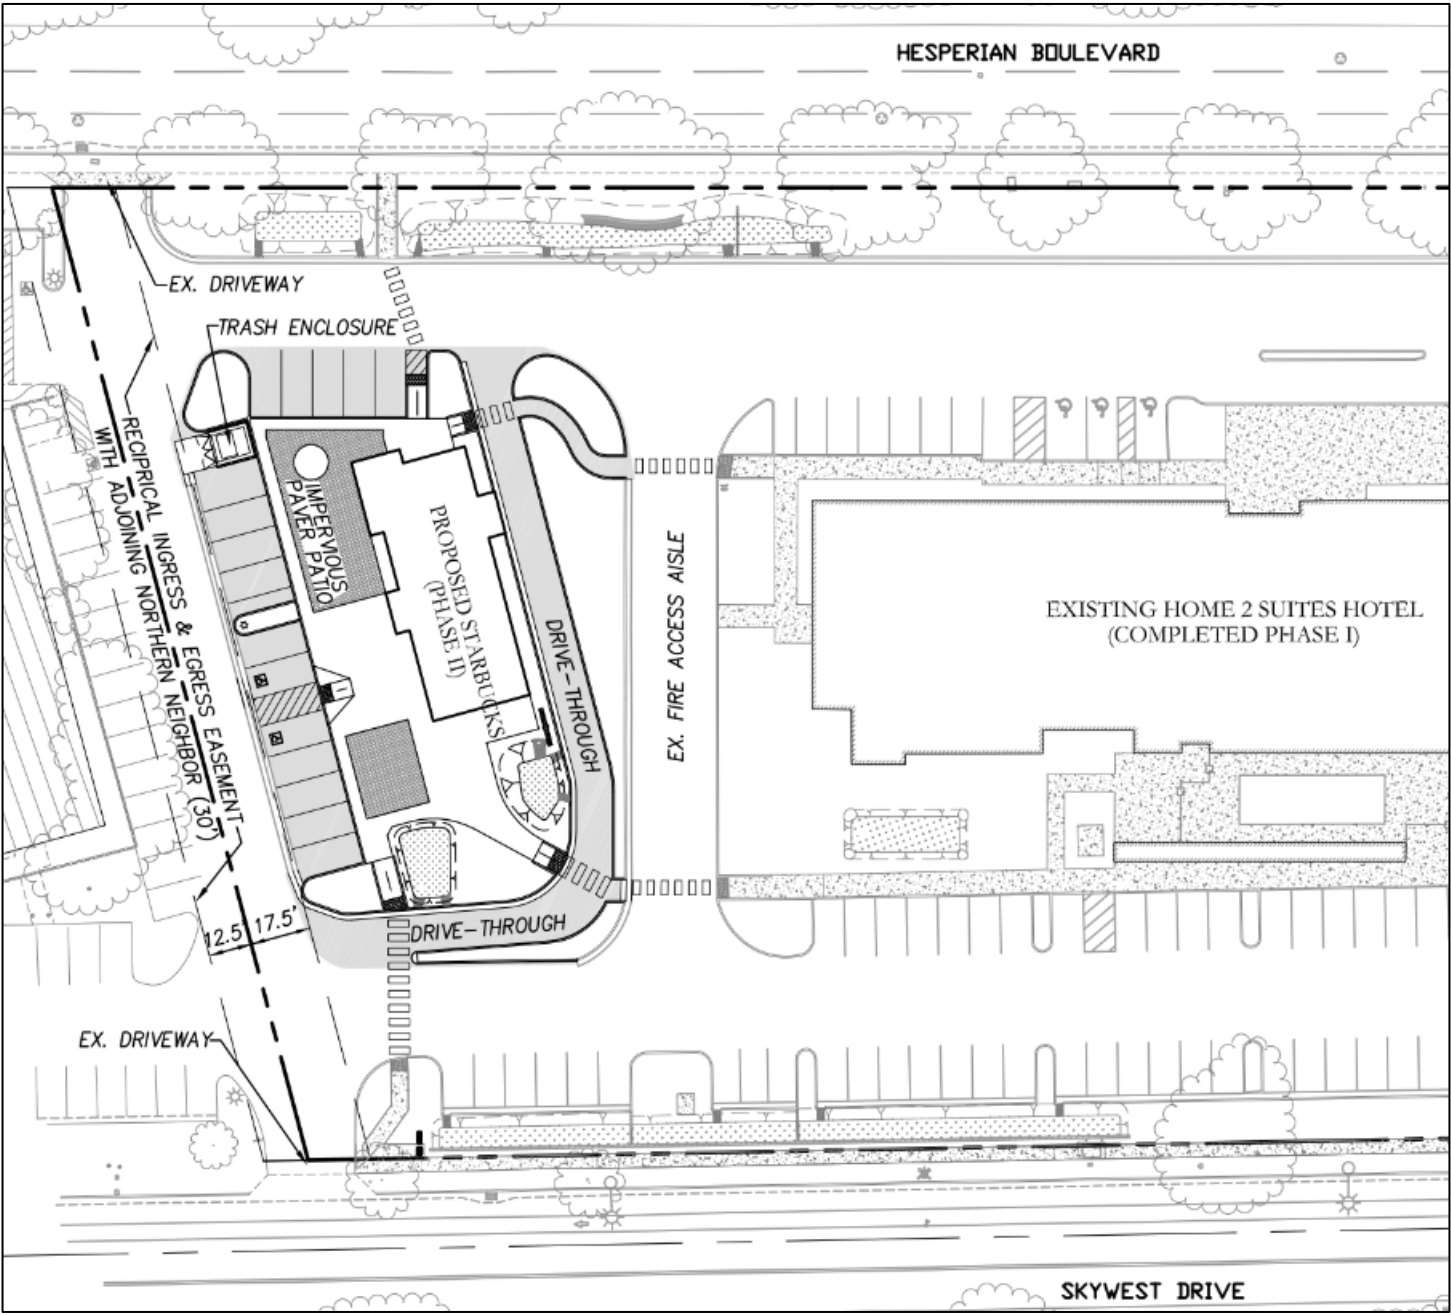 HESPERIAN BOULEVARD
EX. DRIVEWAY
TRASH ENCLOSURE
RECIPRICAL INGRESS & EGRESS EASEMENT
WITH ADJOINING NORTHERN NEIGHBOR (30')
IMPERVIOUS
PAVER PATIO
PROPOSED STARBUCKS
(PHASE II)
DRIVE-THROUGH
EX. FIRE ACCESS AISLE
EXISTING HOME 2 SUITES HOTEL
(COMPLETED PHASE I)
12.5'
17.5'
DRIVE-THROUGH
EX. DRIVEWAY
SKYWEST DRIVE